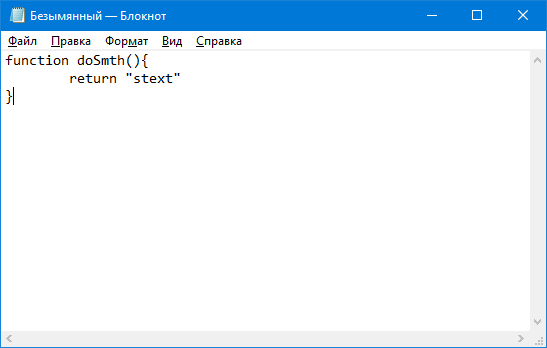 Безымянный — Блокнот
Файл Правка Формат Вид Справка
function doSmth(){
        return "stext"
}